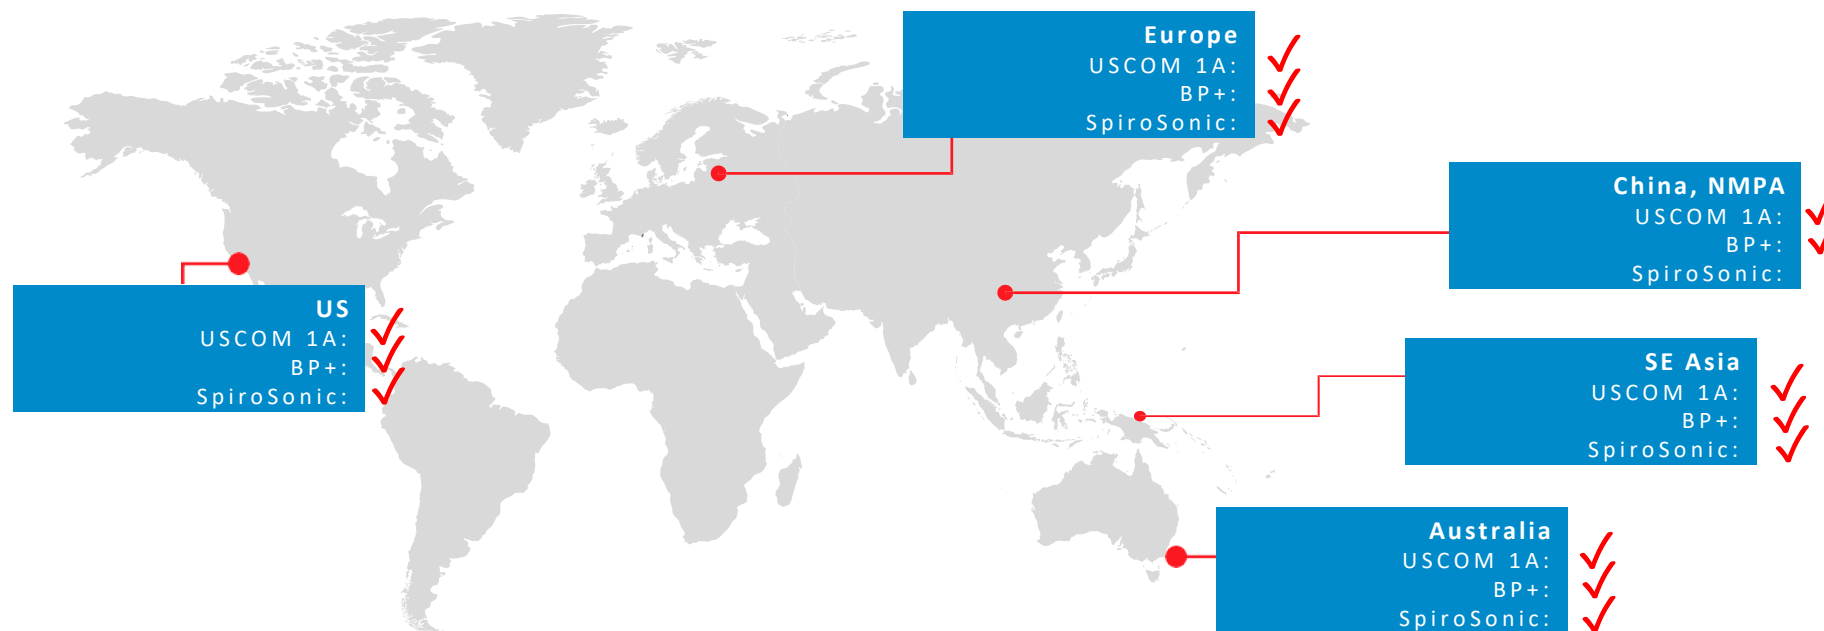 Europe
USCOM 1A: ✓
BP+: ✓
SpiroSonic: ✓
China, NMPA
USCOM 1A: ✓
BP+: ✓
SpiroSonic:
US
USCOM 1A: ✓
BP+: ✓
SpiroSonic: ✓
SE Asia
USCOM 1A: ✓
BP+: ✓
SpiroSonic: ✓
Australia
USCOM 1A: ✓
BP+: ✓
SpiroSonic: ✓